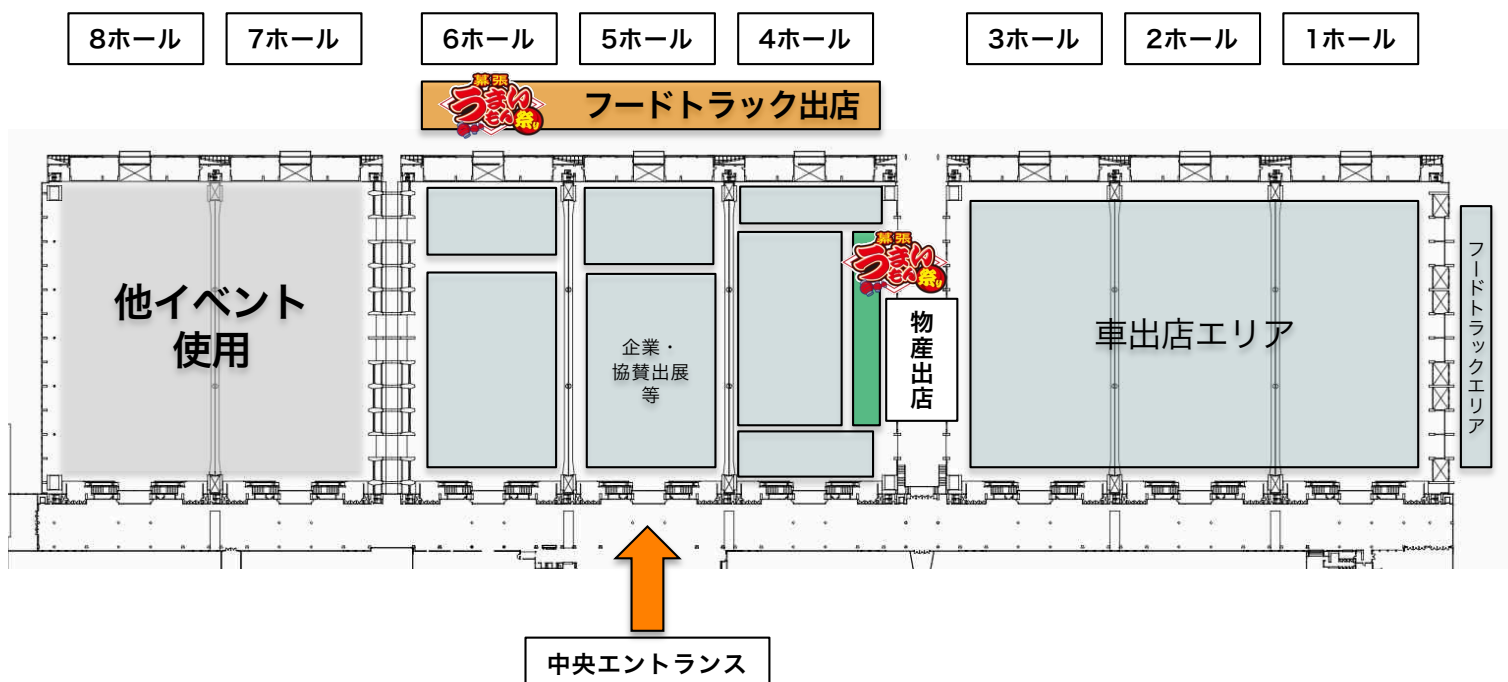 8ホール
7ホール
6ホール
5ホール
4ホール
3ホール
2ホール
1ホール
幕張
うまい
もん
祭り
フードトラック出店
他イベント
使用
企業・
協賛出展
等
幕張
うまい
もん
祭り
物産出店
車出店エリア
フードトラックエリア
中央エントランス